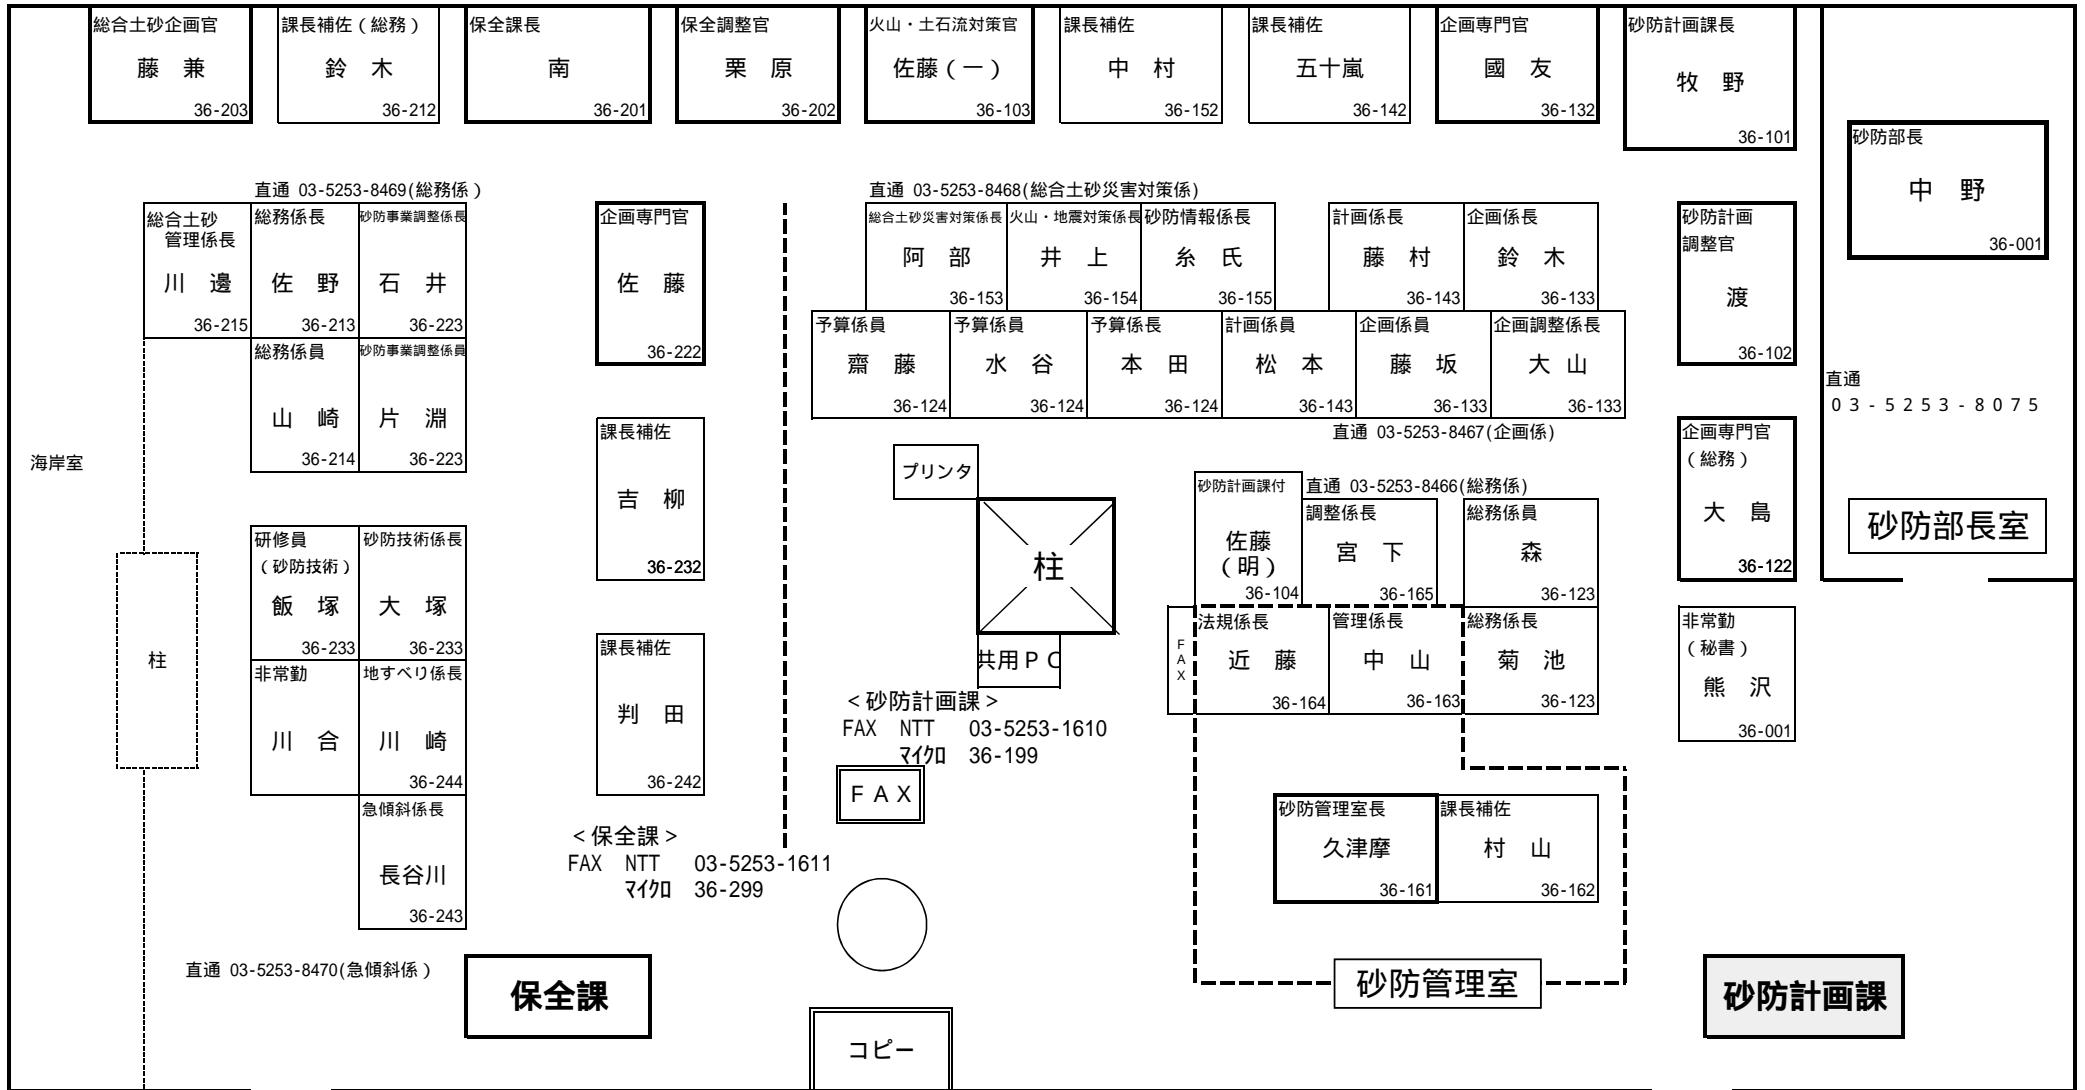 総合土砂企画官
藤　兼
36-203
課長補佐（総務）
鈴　木
36-212
保全課長
南
36-201
保全調整官
栗　原
36-202
火山・土石流対策官
佐藤（一）
36-103
課長補佐
中　村
36-152
課長補佐
五十嵐
36-142
企画専門官
國　友
36-132
砂防計画課長
牧　野
36-101
砂防部長
中　野
36-001
直通 03-5253-8469(総務係）
総合土砂
管理係長
川　邊
36-215
総務係長
佐　野
36-213
砂防事業調整係長
石　井
36-223
総務係員
山　崎
36-214
砂防事業調整係員
片　淵
36-223
企画専門官
佐　藤
36-222
課長補佐
吉　柳
36-232
課長補佐
判　田
36-242
海岸室
柱
研修員
（砂防技術）
飯　塚
36-233
砂防技術係長
大　塚
36-233
非常勤
川　合
地すべり係長
川　崎
36-244
急傾斜係長
長谷川
36-243
直通 03-5253-8470(急傾斜係）
＜保全課＞
FAX　NTT　03-5253-1611
ﾏｲｸﾛ　36-299
保全課
直通 03-5253-8468(総合土砂災害対策係)
総合土砂災害対策係長
阿　部
36-153
火山・地震対策係長
井　上
36-154
砂防情報係長
糸　氏
36-155
計画係長
藤　村
36-143
企画係長
鈴　木
36-133
予算係員
齋　藤
36-124
予算係員
水　谷
36-124
予算係長
本　田
36-124
計画係員
松　本
36-143
企画係員
藤　坂
36-133
企画調整係長
大　山
36-133
直通 03-5253-8467(企画係)
プリンタ
柱
共用ＰＣ
＜砂防計画課＞
FAX　NTT　03-5253-1610
ﾏｲｸﾛ　36-199
ＦＡＸ
コピー
砂防計画課付
佐藤
（明）
36-104
直通 03-5253-8466(総務係)
調整係長
宮　下
36-165
総務係員
森
36-123
FAX
法規係長
近　藤
36-164
管理係長
中　山
36-163
総務係長
菊　池
36-123
砂防管理室長
久津摩
36-161
課長補佐
村　山
36-162
砂防管理室
砂防計画
調整官
渡
36-102
企画専門官
（総務）
大　島
36-122
非常勤
（秘書）
熊　沢
36-001
直通
03-5253-8075
砂防部長室
砂防計画課